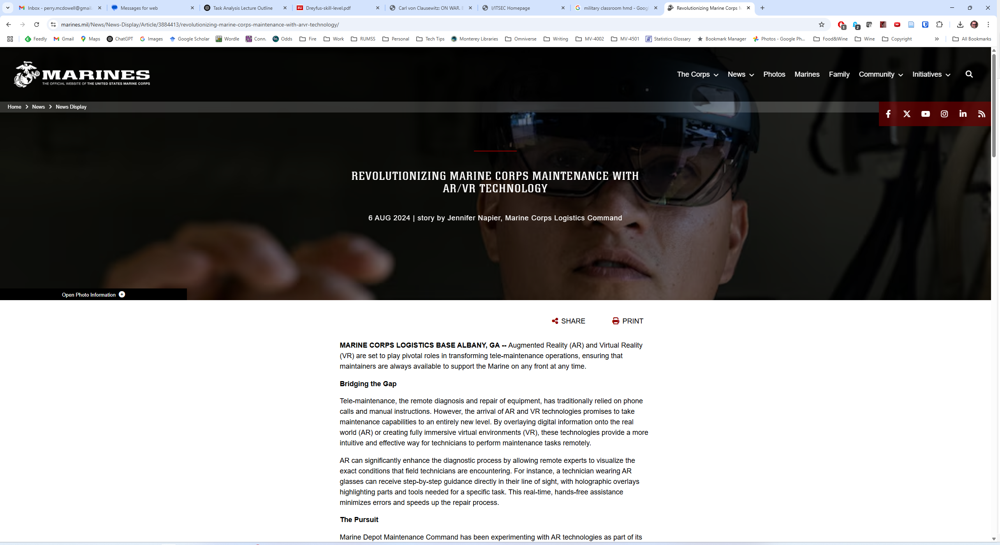 Inbox - perry.mcdowell@gmail.
Messages for web
Task Analysis Lecture Outline
BU Dreyfus-skill-level.pdf
Carl von Clausewitz: ON WAR.
I/ITSEC Homepage
military classroom hmd - Goog
Revolutionizing Marine Corps M
marines.mil/News/News-Display/Article/3884413/revolutionizing-marine-corps-maintenance-with-arvr-technology/
1
2
Feedly
Gmail
Maps
ChatGPT
Images
Google Scholar
Wordle
Conn.
Odds
Fire
Work
RUMSS
Personal
Tech Tips
Monterey Libraries
Omniverse
Writing
MV-4002
MV-4501
Statistics Glossary
Bookmark Manager
Photos - Google Ph...
Food&Wine
Wine
Copyright
All Bookmarks
MARINES
THE OFFICIAL WEBSITE OF THE UNITED STATES MARINE CORPS
The Corps
News
Photos
Marines
Family
Community
Initiatives
Home > News > News Display
REVOLUTIONIZING MARINE CORPS MAINTENANCE WITH
AR/VR TECHNOLOGY
6 AUG 2024 | story by Jennifer Napier, Marine Corps Logistics Command
Open Photo Information
SHARE
PRINT
MARINE CORPS LOGISTICS BASE ALBANY, GA -- Augmented Reality (AR) and Virtual Reality
(VR) are set to play pivotal roles in transforming tele-maintenance operations, ensuring that
maintainers are always available to support the Marine on any front at any time.
Bridging the Gap
Tele-maintenance, the remote diagnosis and repair of equipment, has traditionally relied on phone
calls and manual instructions. However, the arrival of AR and VR technologies promises to take
maintenance capabilities to an entirely new level. By overlaying digital information onto the real
world (AR) or creating fully immersive virtual environments (VR), these technologies provide a more
intuitive and effective way for technicians to perform maintenance tasks remotely.
AR can significantly enhance the diagnostic process by allowing remote experts to visualize the
exact conditions that field technicians are encountering. For instance, a technician wearing AR
glasses can receive step-by-step guidance directly in their line of sight, with holographic overlays
highlighting parts and tools needed for a specific task. This real-time, hands-free assistance
minimizes errors and speeds up the repair process.
The Pursuit
Marine Depot Maintenance Command has been experimenting with AR technologies as part of its